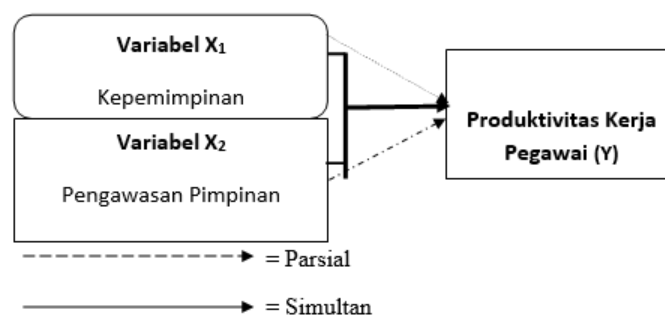 Variabel X1
Kepemimpinan
Variabel X2
Pengawasan Pimpinan
Produktivitas Kerja
Pegawai (Y)
= Parsial
= Simultan